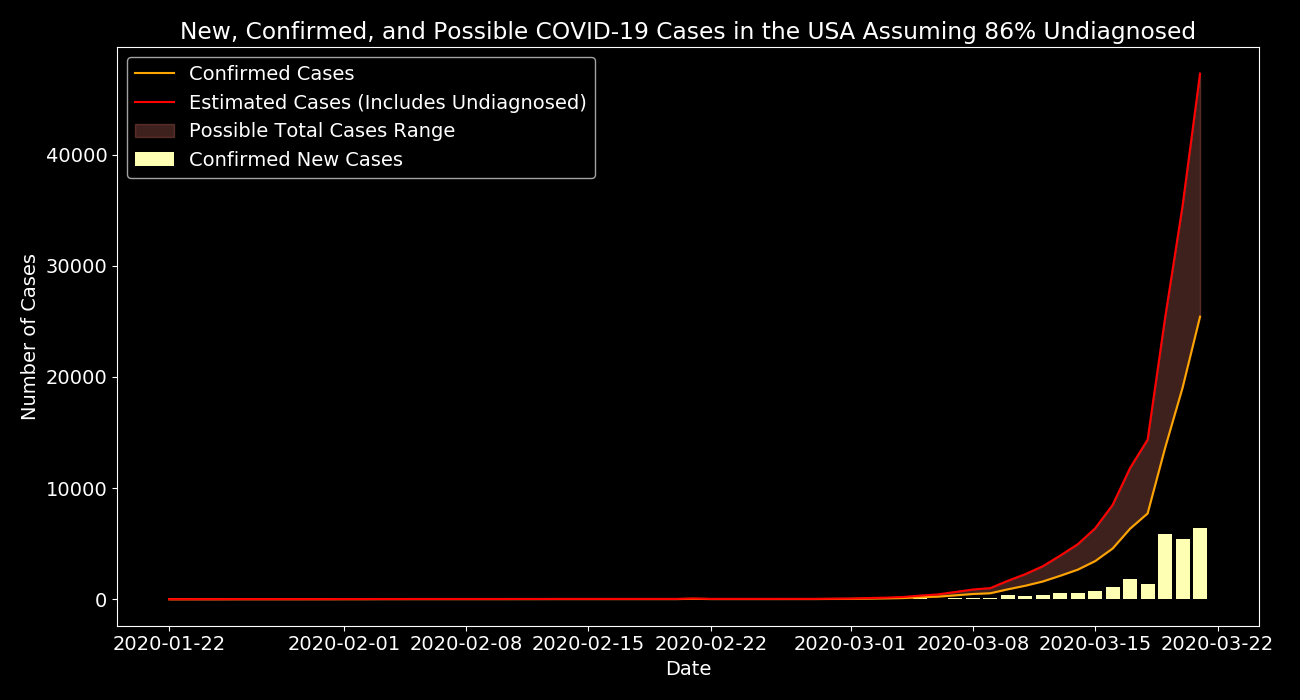 New, Confirmed, and Possible COVID-19 Cases in the USA Assuming 86% Undiagnosed
Confirmed Cases
Estimated Cases (Includes Undiagnosed)
Possible Total Cases Range
Confirmed New Cases
Number of Cases
40000
30000
20000
10000
0
2020-01-22 2020-02-01 2020-02-08 2020-02-15 2020-02-22 2020-03-01 2020-03-08 2020-03-15 2020-03-22
Date